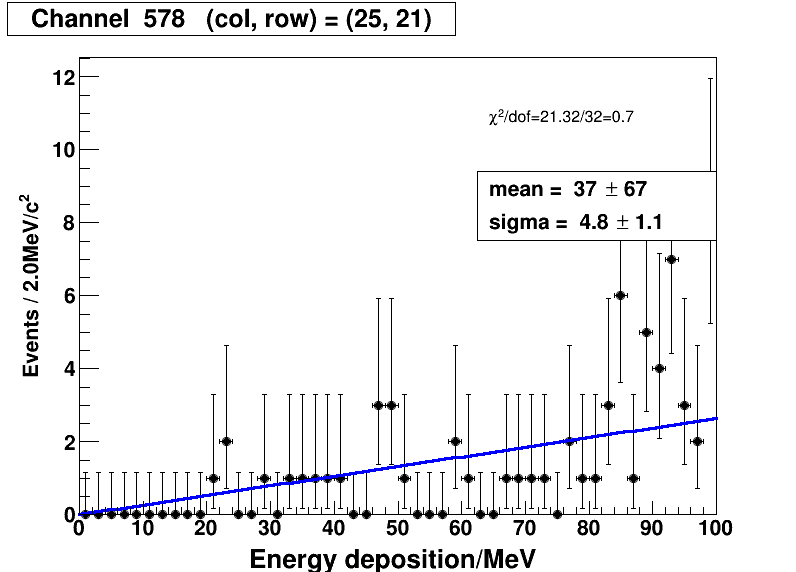 Channel 578 (col, row) = (25, 21)
χ²/dof=21.32/32=0.7
mean = 37 ± 67
sigma = 4.8 ± 1.1
Events / 2.0MeV/c²
12
10
8
6
4
2
0
0 10 20 30 40 50 60 70 80 90 100
Energy deposition/MeV